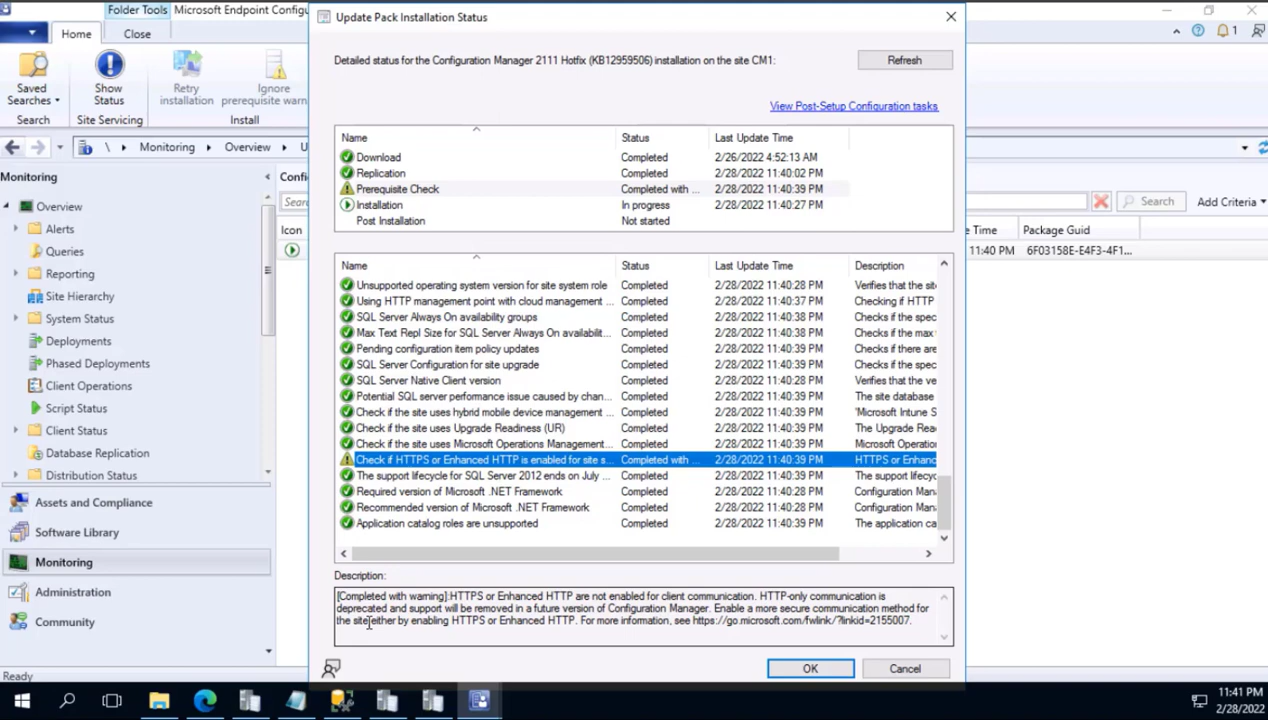 Folder Tools
Microsoft Endpoint Configu
Home
Close
Saved
Searches
Show
Status
Retry
installation
Ignore
prerequisite warn
Search
Site Servicing
Install
\ Monitoring Overview U
Monitoring
Overview
Alerts
Queries
Reporting
Site Hierarchy
System Status
Deployments
Phased Deployments
Client Operations
Script Status
Client Status
Database Replication
Distribution Status
Assets and Compliance
Software Library
Monitoring
Administration
Community
Ready
Confi
Sear
Icon
Update Pack Installation Status
Detailed status for the Configuration Manager 2111 Hotfix (KB12959506) installation on the site CM1:
Refresh
View Post-Setup Configuration tasks
Name Status Last Update Time
Download Completed 2/26/2022 4:52:13 AM
Replication Completed 2/28/2022 11:40:02 PM
Prerequisite Check Completed with ... 2/28/2022 11:40:39 PM
Installation In progress 2/28/2022 11:40:27 PM
Post Installation Not started
Name Status Last Update Time Description
Unsupported operating system version for site system role Completed 2/28/2022 11:40:28 PM Verifies that the sit
Using HTTP management point with cloud management ... Completed 2/28/2022 11:40:37 PM Checking if HTTP
SQL Server Always On availability groups Completed 2/28/2022 11:40:39 PM Checks if the spec
Max Text Repl Size for SQL Server Always On availabilit... Completed 2/28/2022 11:40:39 PM Checks if the max
Pending configuration item policy updates Completed 2/28/2022 11:40:39 PM Checks if there are
SQL Server Configuration for site upgrade Completed 2/28/2022 11:40:39 PM Checks if the spec
SQL Server Native Client version Completed 2/28/2022 11:40:28 PM Verifies that the ve
Potential SQL server performance issue caused by chan... Completed 2/28/2022 11:40:39 PM The site database
Check if the site uses hybrid mobile device management ... Completed 2/28/2022 11:40:39 PM 'Microsoft Intune S
Check if the site uses Upgrade Readiness (UR) Completed 2/28/2022 11:40:39 PM The Upgrade Rea
Check if the site uses Microsoft Operations Management... Completed 2/28/2022 11:40:39 PM Microsoft Operatio
Check if HTTPS or Enhanced HTTP is enabled for site s... Completed with ... 2/28/2022 11:40:39 PM HTTPS or Enhanc
The support lifecycle for SQL Server 2012 ends on July ... Completed 2/28/2022 11:40:39 PM The support lifecyc
Required version of Microsoft .NET Framework Completed 2/28/2022 11:40:28 PM Configuration Man
Recommended version of Microsoft .NET Framework Completed 2/28/2022 11:40:28 PM Configuration Man
Application catalog roles are unsupported Completed 2/28/2022 11:40:39 PM The application ca
Description:
[Completed with warning]:HTTPS or Enhanced HTTP are not enabled for client communication. HTTP-only communication is
deprecated and support will be removed in a future version of Configuration Manager. Enable a more secure communication method for
the site either by enabling HTTPS or Enhanced HTTP. For more information, see https://go.microsoft.com/fwlink/?linkid=2155007.
OK
Cancel
1
Search
Add Criteria
e Time Package Guid
11:40 PM 6F03158E-E4F3-4F1...
11:41 PM
2/28/2022